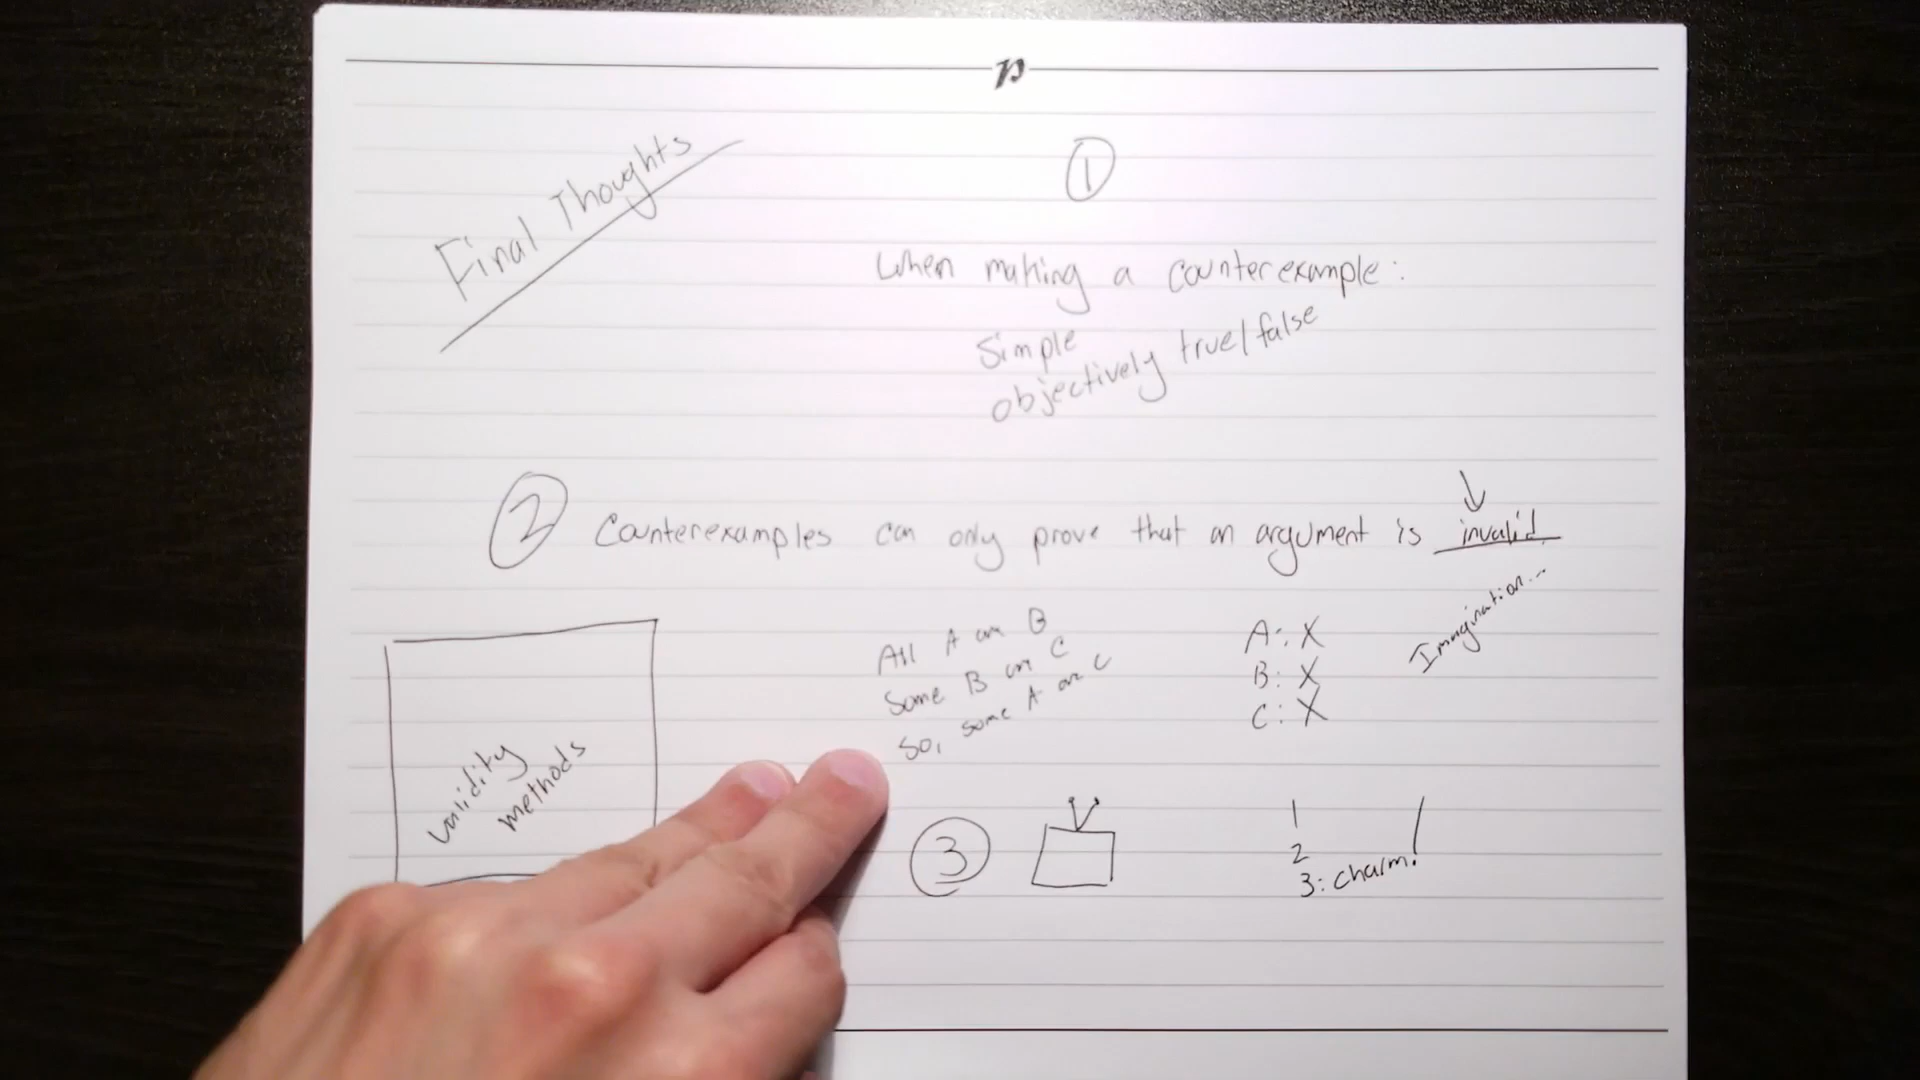 p
Final Thoughts
1
When making a counterexample:
Simple
objectively true/false
2 Counterexamples can only prove that an argument is invalid
Imagination...
All A are B
Some B are C
So, some A are C
A: X
B: X
C: X
validity
methods
3
1
2
3: charm!